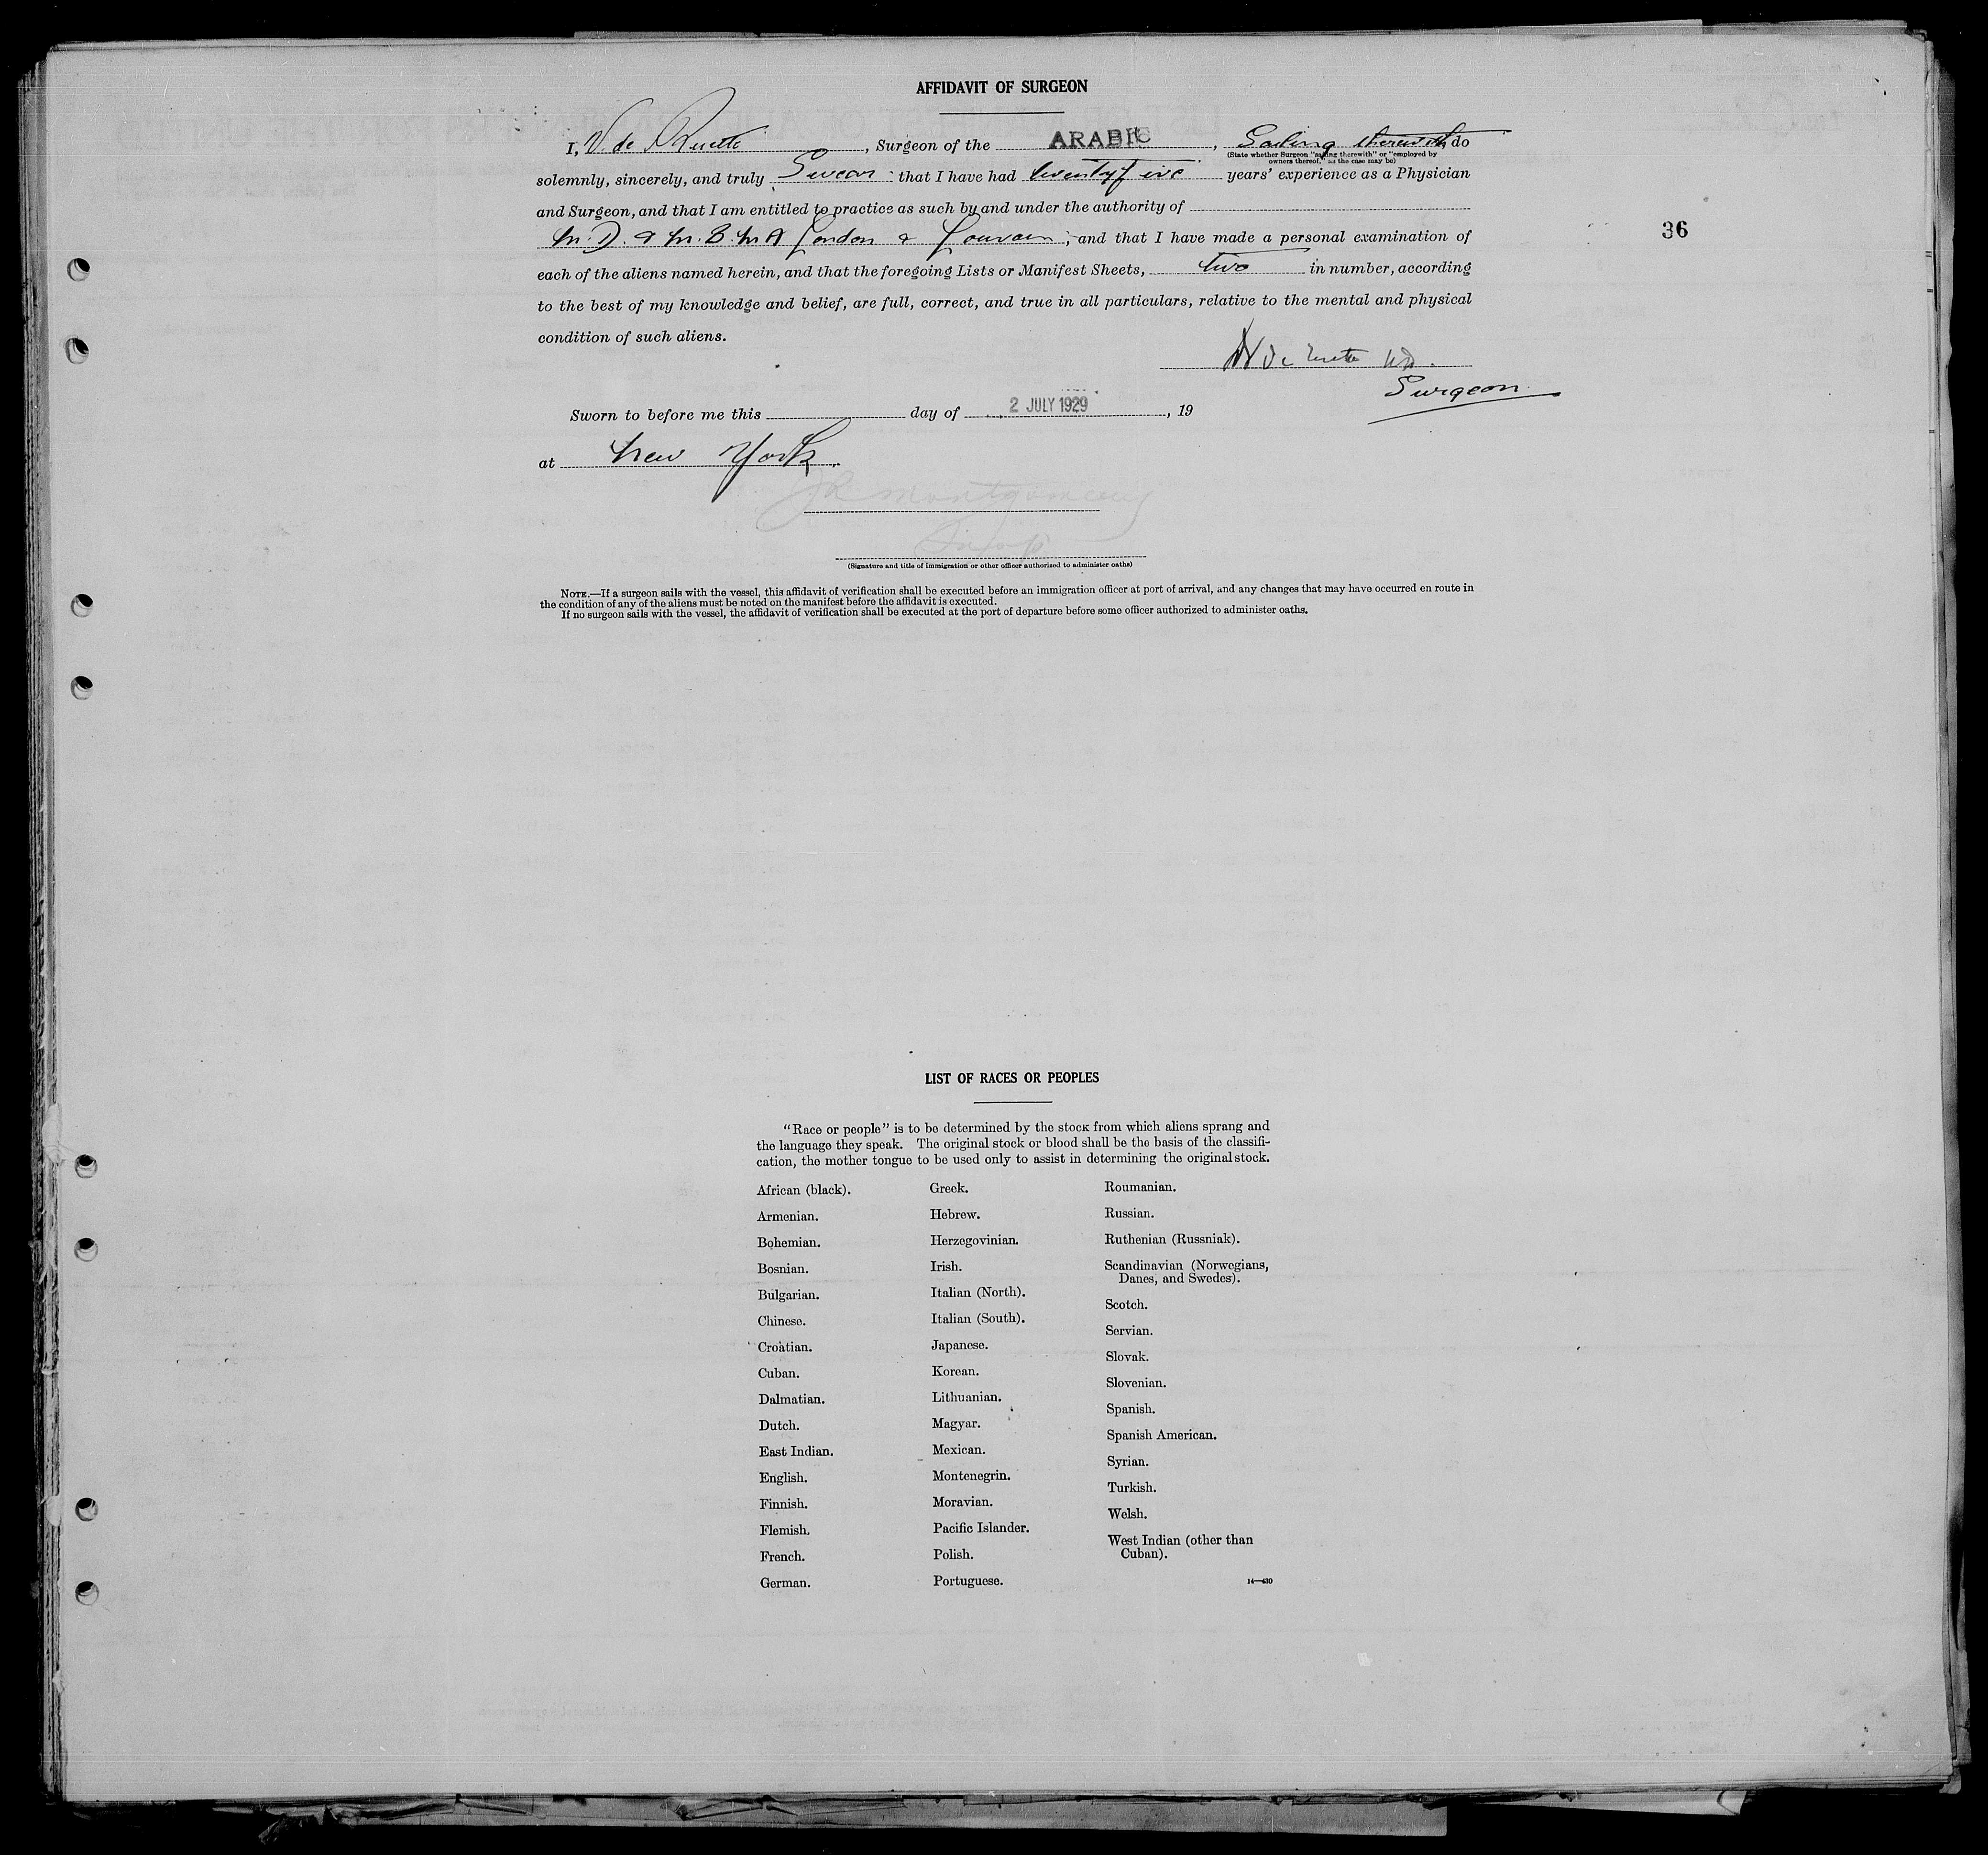 AFFIDAVIT OF SURGEON
I, V. de Ruette, Surgeon of the ARABIC, Sailing therewith, do
(State whether Surgeon "sailing therewith" or "employed by
owners thereof," as the case may be)
solemnly, sincerely, and truly Swear that I have had twenty five years' experience as a Physician
and Surgeon, and that I am entitled to practice as such by and under the authority of
M. D. & M. B. London & Louvain, and that I have made a personal examination of
36
each of the aliens named herein, and that the foregoing Lists or Manifest Sheets, two in number, according
to the best of my knowledge and belief, are full, correct, and true in all particulars, relative to the mental and physical
condition of such aliens.
V de Ruette MD.
Surgeon
Sworn to before me this day of 2 JULY 1929, 19
at New York.
JR Montgomery
(Signature and title of immigration or other officer authorized to administer oaths)
NOTE.—If a surgeon sails with the vessel, this affidavit of verification shall be executed before an immigration officer at port of arrival, and any changes that may have occurred en route in
the condition of any of the aliens must be noted on the manifest before the affidavit is executed.
If no surgeon sails with the vessel, the affidavit of verification shall be executed at the port of departure before some officer authorized to administer oaths.
LIST OF RACES OR PEOPLES
"Race or people" is to be determined by the stock from which aliens sprang and
the language they speak. The original stock or blood shall be the basis of the classifi-
cation, the mother tongue to be used only to assist in determining the original stock.
African (black).
Armenian.
Bohemian.
Bosnian.
Bulgarian.
Chinese.
Croatian.
Cuban.
Dalmatian.
Dutch.
East Indian.
English.
Finnish.
Flemish.
French.
German.
Greek.
Hebrew.
Herzegovinian.
Irish.
Italian (North).
Italian (South).
Japanese.
Korean.
Lithuanian.
Magyar.
Mexican.
Montenegrin.
Moravian.
Pacific Islander.
Polish.
Portuguese.
Roumanian.
Russian.
Ruthenian (Russniak).
Scandinavian (Norwegians,
Danes, and Swedes).
Scotch.
Servian.
Slovak.
Slovenian.
Spanish.
Spanish American.
Syrian.
Turkish.
Welsh.
West Indian (other than
Cuban).
14—430